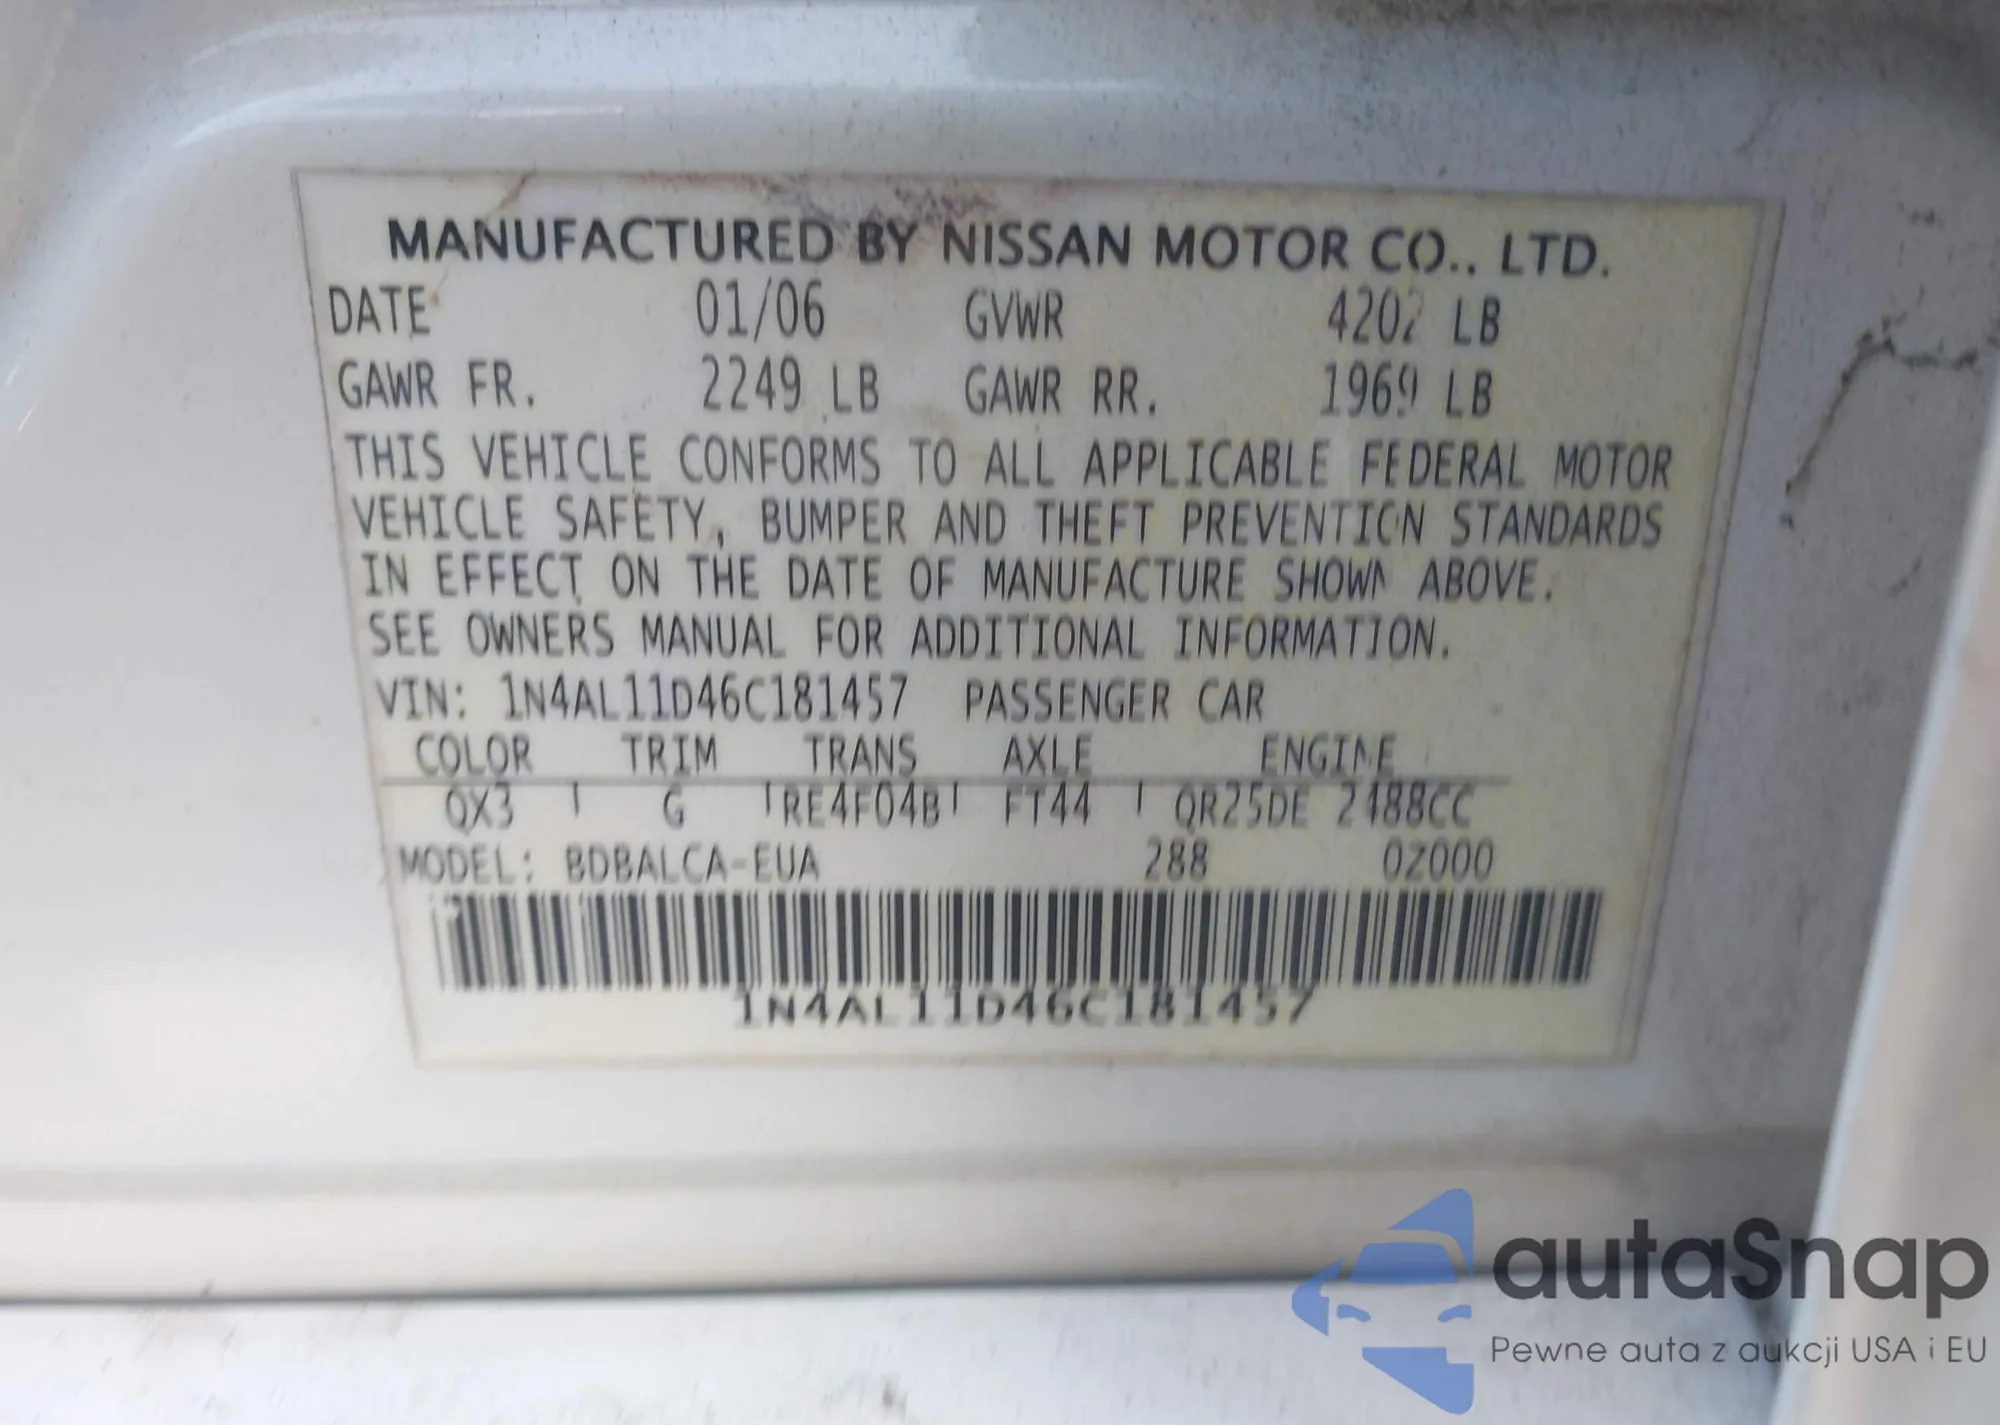 MANUFACTURED BY NISSAN MOTOR CO., LTD.
DATE 01/06 GVWR 4202 LB
GAWR FR. 2249 LB GAWR RR. 1969 LB
THIS VEHICLE CONFORMS TO ALL APPLICABLE FEDERAL MOTOR
VEHICLE SAFETY, BUMPER AND THEFT PREVENTION STANDARDS
IN EFFECT ON THE DATE OF MANUFACTURE SHOWN ABOVE.
SEE OWNERS MANUAL FOR ADDITIONAL INFORMATION.
VIN: 1N4AL11D46C181457 PASSENGER CAR
COLOR TRIM TRANS AXLE ENGINE
QX3 G RE4F04B FT44 QR25DE 2488CC
MODEL: BDBALCA-EUA 288 0Z000
1N4AL11D46C181457
autaSnap
Pewne auta z aukcji USA i EU